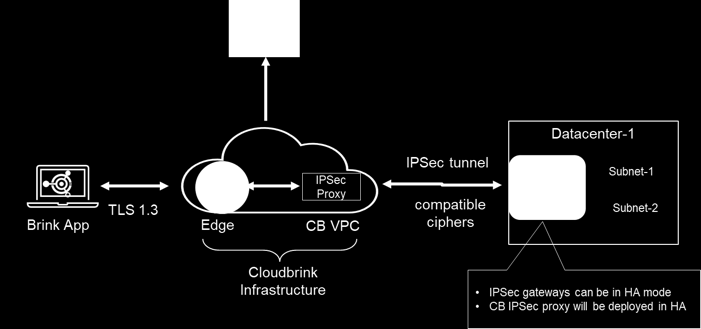 Datacenter-1
IPSec tunnel
IPSec
Proxy
Subnet-1
Subnet-2
TLS 1.3
compatible
ciphers
Brink App
Edge
CB VPC
Cloudbrink
Infrastructure
• IPSec gateways can be in HA mode
• CB IPSec proxy will be deployed in HA